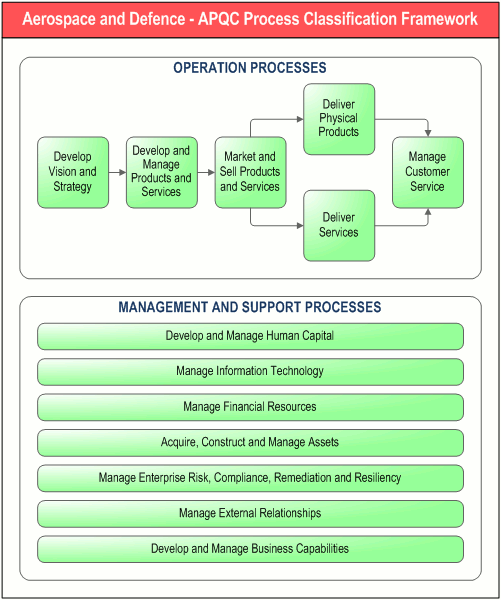 Aerospace and Defence - APQC Process Classification Framework
OPERATION PROCESSES
Develop
Vision and
Strategy
Develop and
Manage
Products and
Services
Market and
Sell Products
and Services
Deliver
Physical
Products
Deliver
Services
Manage
Customer
Service
MANAGEMENT AND SUPPORT PROCESSES
Develop and Manage Human Capital
Manage Information Technology
Manage Financial Resources
Acquire, Construct and Manage Assets
Manage Enterprise Risk, Compliance, Remediation and Resiliency
Manage External Relationships
Develop and Manage Business Capabilities